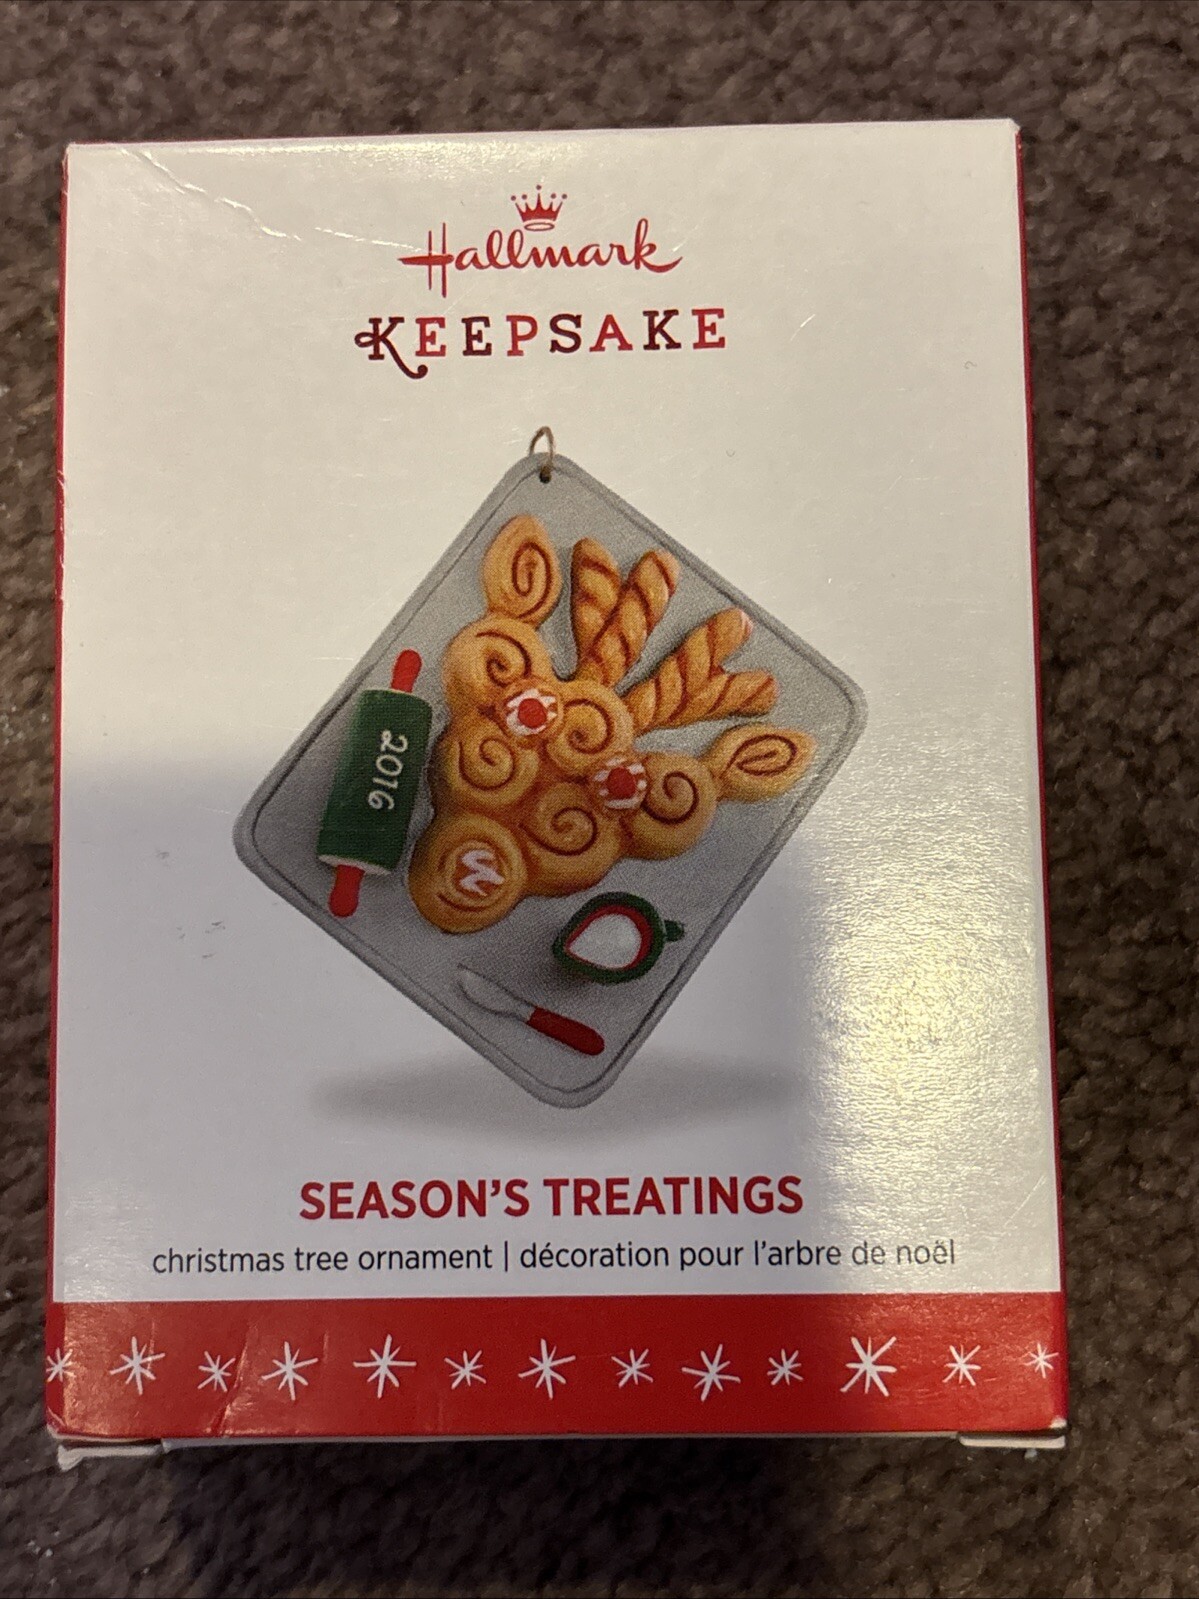 Hallmark
KEEPSAKE
2016
SEASON'S TREATINGS
christmas tree ornament | décoration pour l'arbre de noël